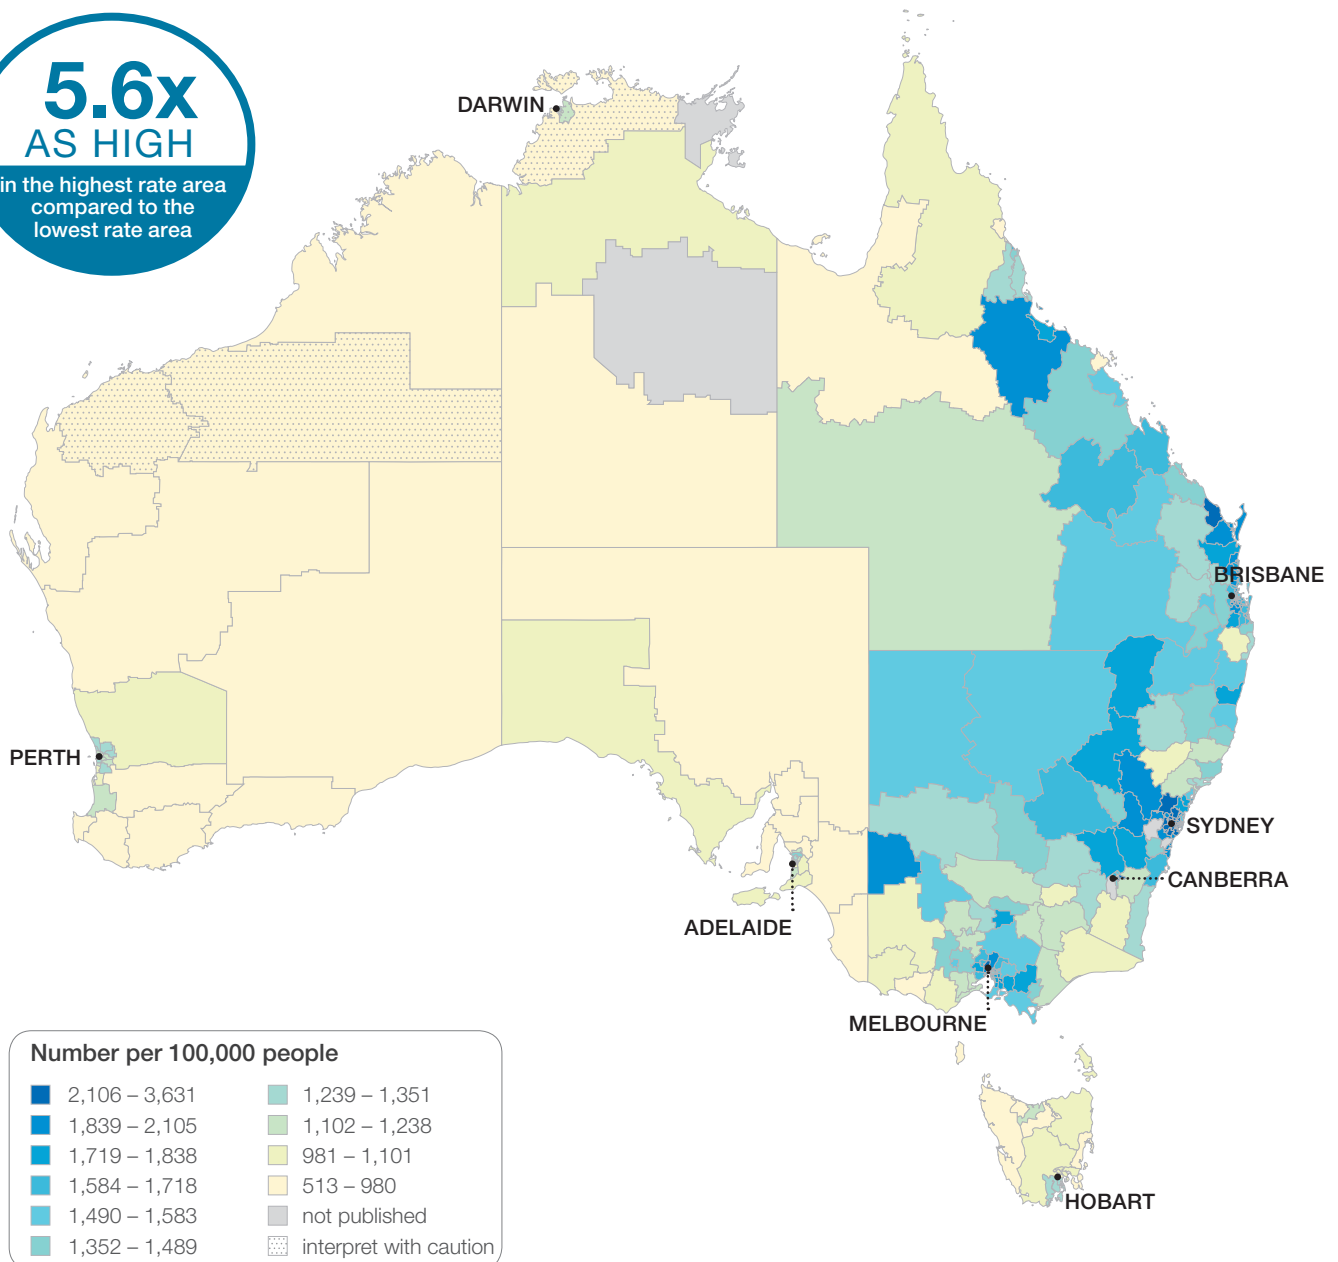 5.6x
AS HIGH
in the highest rate area
compared to the
lowest rate area
DARWIN
BRISBANE
PERTH
SYDNEY
CANBERRA
ADELAIDE
MELBOURNE
HOBART
Number per 100,000 people
2,106 – 3,631
1,839 – 2,105
1,719 – 1,838
1,584 – 1,718
1,490 – 1,583
1,352 – 1,489
1,239 – 1,351
1,102 – 1,238
981 – 1,101
513 – 980
not published
interpret with caution